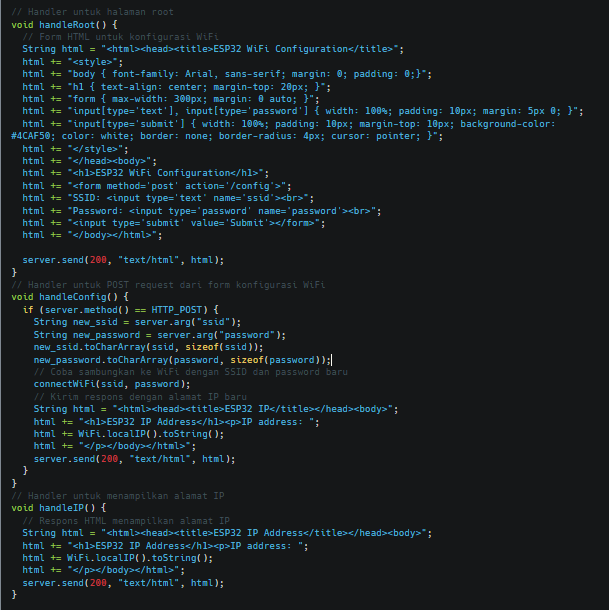 // Handler untuk halaman root
void handleRoot() {
  // Form HTML untuk konfigurasi WiFi
  String html = "<html><head><title>ESP32 WiFi Configuration</title>";
  html += "<style>";
  html += "body { font-family: Arial, sans-serif; margin: 0; padding: 0;}";
  html += "h1 { text-align: center; margin-top: 20px; }";
  html += "form { max-width: 300px; margin: 0 auto; }";
  html += "input[type='text'], input[type='password'] { width: 100%; padding: 10px; margin: 5px 0; }";
  html += "input[type='submit'] { width: 100%; padding: 10px; margin-top: 10px; background-color:
#4CAF50; color: white; border: none; border-radius: 4px; cursor: pointer; }";
  html += "</style>";
  html += "</head><body>";
  html += "<h1>ESP32 WiFi Configuration</h1>";
  html += "<form method='post' action='/config'>";
  html += "SSID: <input type='text' name='ssid'><br>";
  html += "Password: <input type='password' name='password'><br>";
  html += "<input type='submit' value='Submit'></form>";
  html += "</body></html>";

  server.send(200, "text/html", html);
}
// Handler untuk POST request dari form konfigurasi WiFi
void handleConfig() {
  if (server.method() == HTTP_POST) {
    String new_ssid = server.arg("ssid");
    String new_password = server.arg("password");
    new_ssid.toCharArray(ssid, sizeof(ssid));
    new_password.toCharArray(password, sizeof(password));
    // Coba sambungkan ke WiFi dengan SSID dan password baru
    connectWiFi(ssid, password);
    // Kirim respons dengan alamat IP baru
    String html = "<html><head><title>ESP32 IP</title></head><body>";
    html += "<h1>ESP32 IP Address</h1><p>IP address: ";
    html += WiFi.localIP().toString();
    html += "</p></body></html>";
    server.send(200, "text/html", html);
  }
}
// Handler untuk menampilkan alamat IP
void handleIP() {
  // Respons HTML menampilkan alamat IP
  String html = "<html><head><title>ESP32 IP Address</title></head><body>";
  html += "<h1>ESP32 IP Address</h1><p>IP address: ";
  html += WiFi.localIP().toString();
  html += "</p></body></html>";
  server.send(200, "text/html", html);
}